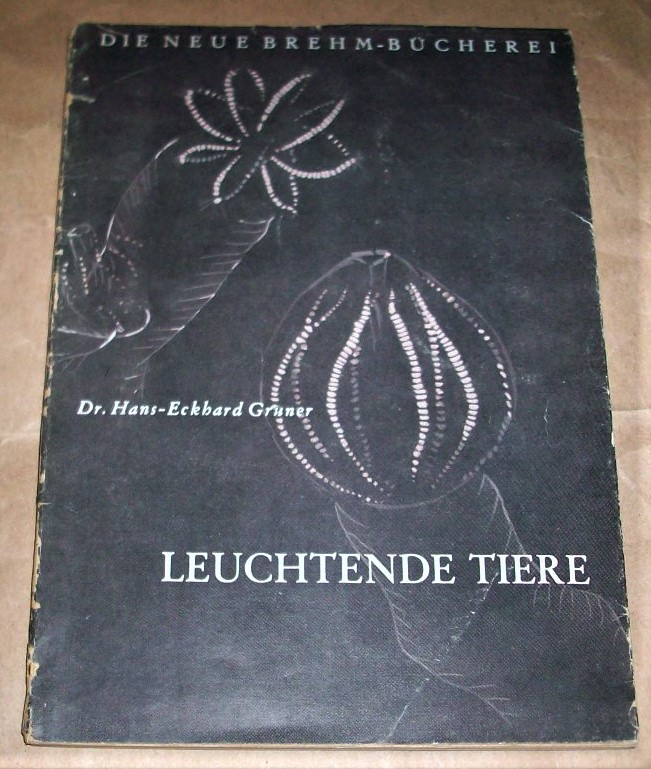 DIE NEUE BREHM-BÜCHEREI
Dr. Hans-Eckhard Gruner
LEUCHTENDE TIERE